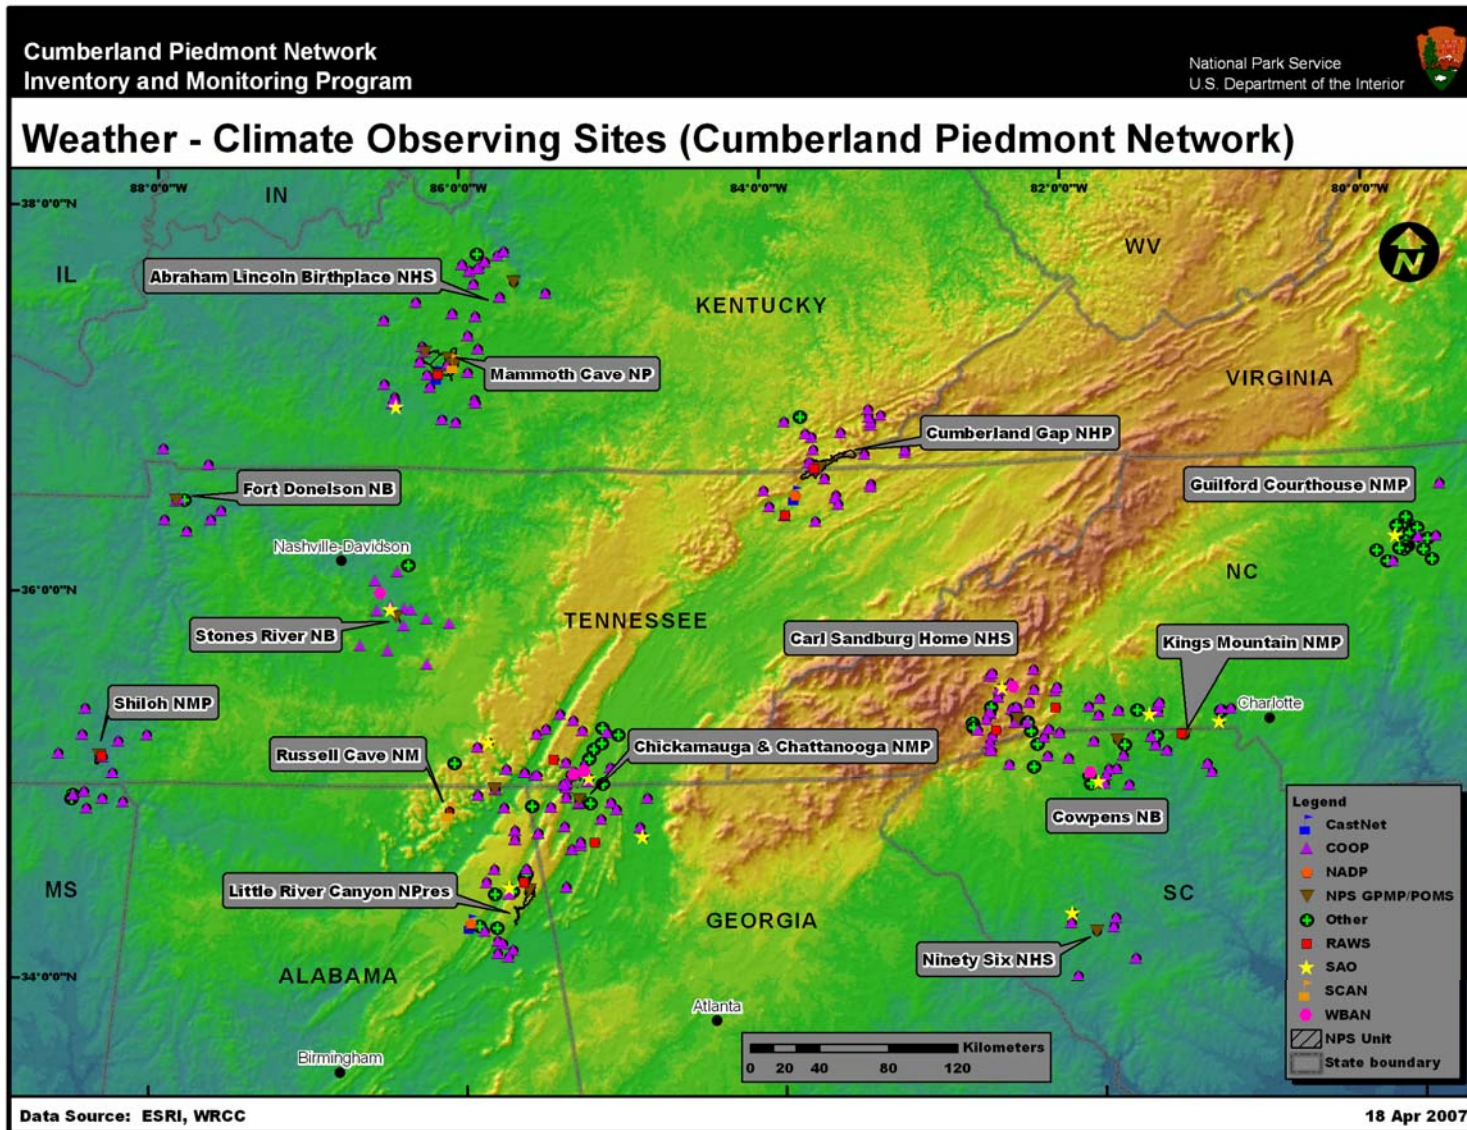 Cumberland Piedmont Network
Inventory and Monitoring Program
National Park Service
U.S. Department of the Interior
Weather - Climate Observing Sites (Cumberland Piedmont Network)
88°0'0"W
86°0'0"W
84°0'0"W
82°0'0"W
80°0'0"W
38°0'0"N
IN
WV
N
IL
Abraham Lincoln Birthplace NHS
KENTUCKY
Mammoth Cave NP
VIRGINIA
Cumberland Gap NHP
Fort Donelson NB
Guilford Courthouse NMP
Nashville-Davidson
36°0'0"N
NC
TENNESSEE
Stones River NB
Carl Sandburg Home NHS
Kings Mountain NMP
Shiloh NMP
Charlotte
Russell Cave NM
Chickamauga & Chattanooga NMP
Cowpens NB
MS
Little River Canyon NPres
SC
GEORGIA
Ninety Six NHS
34°0'0"N
ALABAMA
Atlanta
Birmingham
Kilometers
0 20 40 80 120
Legend
CastNet
COOP
NADP
NPS GPMP/POMS
Other
RAWS
SAO
SCAN
WBAN
NPS Unit
State boundary
Data Source: ESRI, WRCC
18 Apr 2007